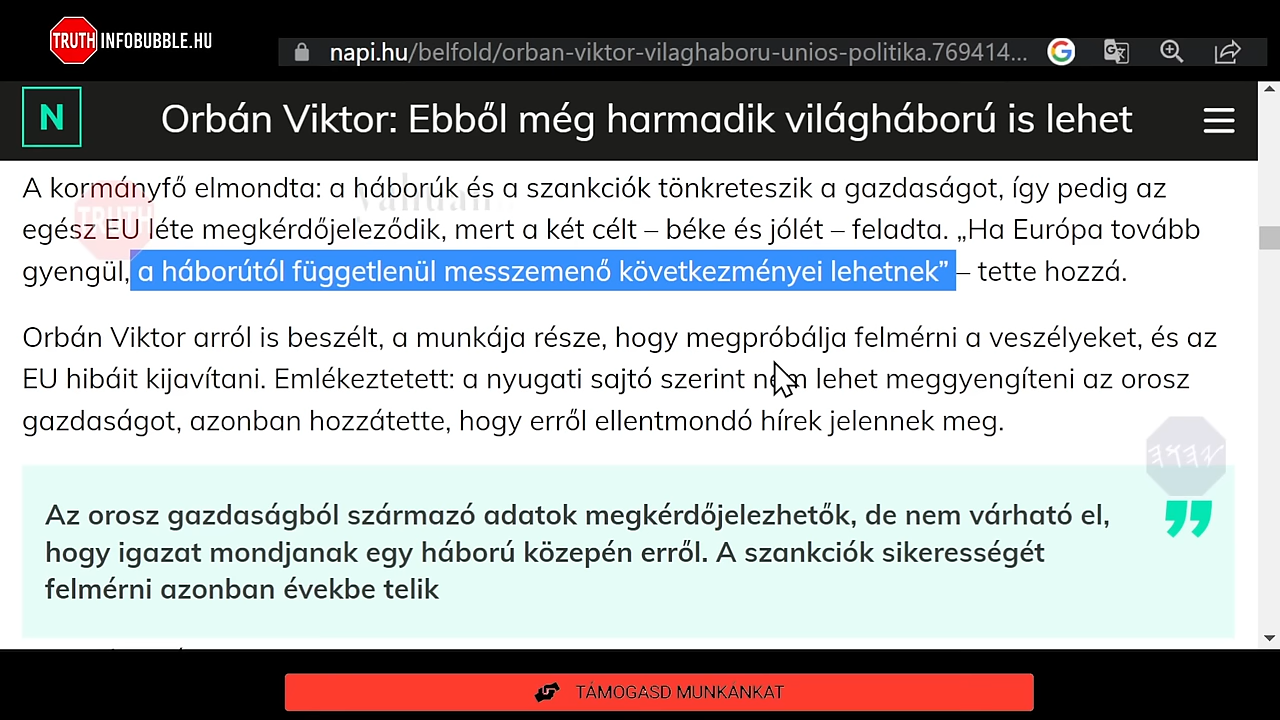 TRUTH INFOBUBBLE.HU
napi.hu/belfold/orban-viktor-vilaghaboru-unios-politika.769414...
N
Orbán Viktor: Ebből még harmadik világháború is lehet
A kormányfő elmondta: a háborúk és a szankciók tönkreteszik a gazdaságot, így pedig az
egész EU léte megkérdőjeleződik, mert a két célt – béke és jólét – feladta. „Ha Európa tovább
gyengül, a háborútól függetlenül messzemenő következményei lehetnek” – tette hozzá.
TRUTH
Orbán Viktor arról is beszélt, a munkája része, hogy megpróbálja felmérni a veszélyeket, és az
EU hibáit kijavítani. Emlékeztetett: a nyugati sajtó szerint nem lehet meggyengíteni az orosz
gazdaságot, azonban hozzátette, hogy erről ellentmondó hírek jelennek meg.
Az orosz gazdaságból származó adatok megkérdőjelezhetők, de nem várható el,
hogy igazat mondjanak egy háború közepén erről. A szankciók sikerességét
felmérni azonban évekbe telik
TÁMOGASD MUNKÁNKAT